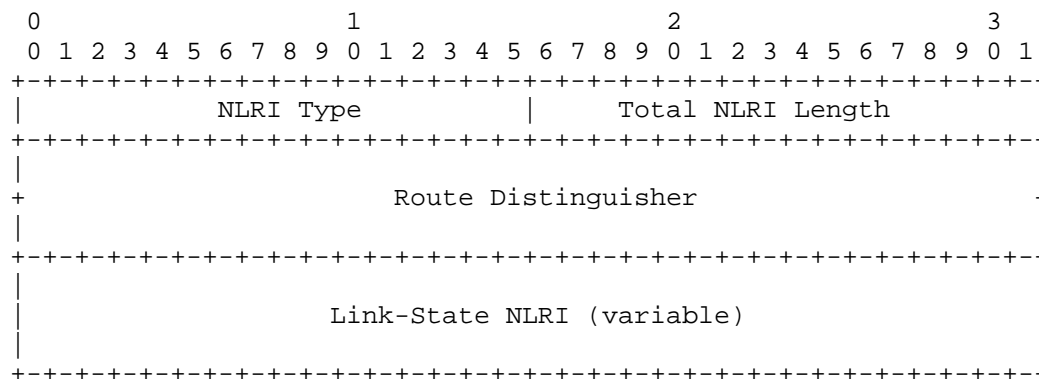 0                   1                   2                   3
0 1 2 3 4 5 6 7 8 9 0 1 2 3 4 5 6 7 8 9 0 1 2 3 4 5 6 7 8 9 0 1
+-+-+-+-+-+-+-+-+-+-+-+-+-+-+-+-+-+-+-+-+-+-+-+-+-+-+-+-+-+-+-+-
|            NLRI Type          |     Total NLRI Length
+-+-+-+-+-+-+-+-+-+-+-+-+-+-+-+-+-+-+-+-+-+-+-+-+-+-+-+-+-+-+-+-
|
+                       Route Distinguisher                     -
|
+-+-+-+-+-+-+-+-+-+-+-+-+-+-+-+-+-+-+-+-+-+-+-+-+-+-+-+-+-+-+-+-
|
|                   Link-State NLRI (variable)
|
+-+-+-+-+-+-+-+-+-+-+-+-+-+-+-+-+-+-+-+-+-+-+-+-+-+-+-+-+-+-+-+-